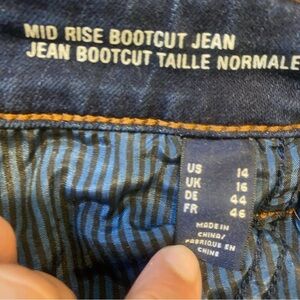 MID RISE BOOTCUT JEAN
JEAN BOOTCUT TAILLE NORMALE
US 14
UK 16
DE 44
FR 46
MADE IN
CHINA/
FABRIQUE EN
CHINE